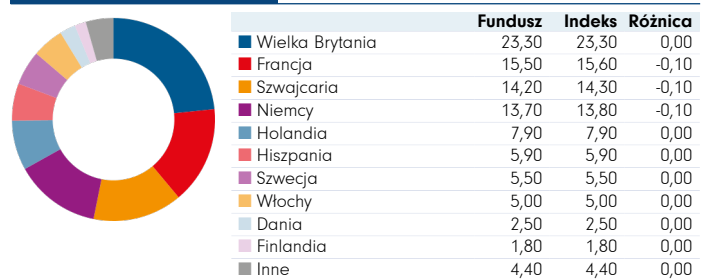 Fundusz Indeks Różnica
Wielka Brytania 23,30 23,30 0,00
Francja 15,50 15,60 -0,10
Szwajcaria 14,20 14,30 -0,10
Niemcy 13,70 13,80 -0,10
Holandia 7,90 7,90 0,00
Hiszpania 5,90 5,90 0,00
Szwecja 5,50 5,50 0,00
Włochy 5,00 5,00 0,00
Dania 2,50 2,50 0,00
Finlandia 1,80 1,80 0,00
Inne 4,40 4,40 0,00